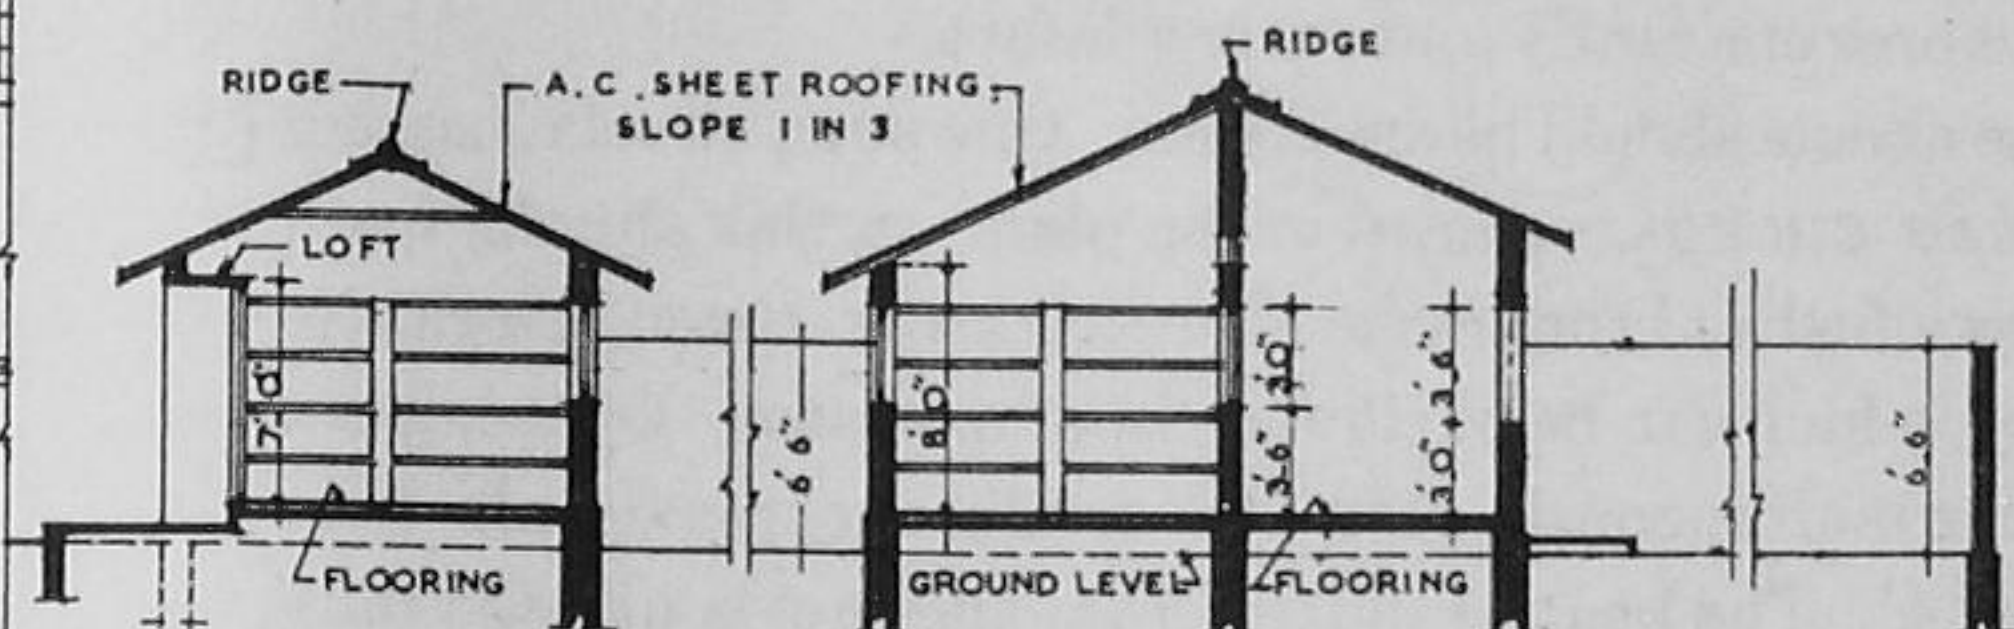 RIDGE
RIDGE
A.C. SHEET ROOFING
SLOPE 1 IN 3
LOFT
7'0"
6'6"
8'0"
3'0"
3'-6"
3'6"
3'0"
6'6"
FLOORING
GROUND LEVEL
FLOORING